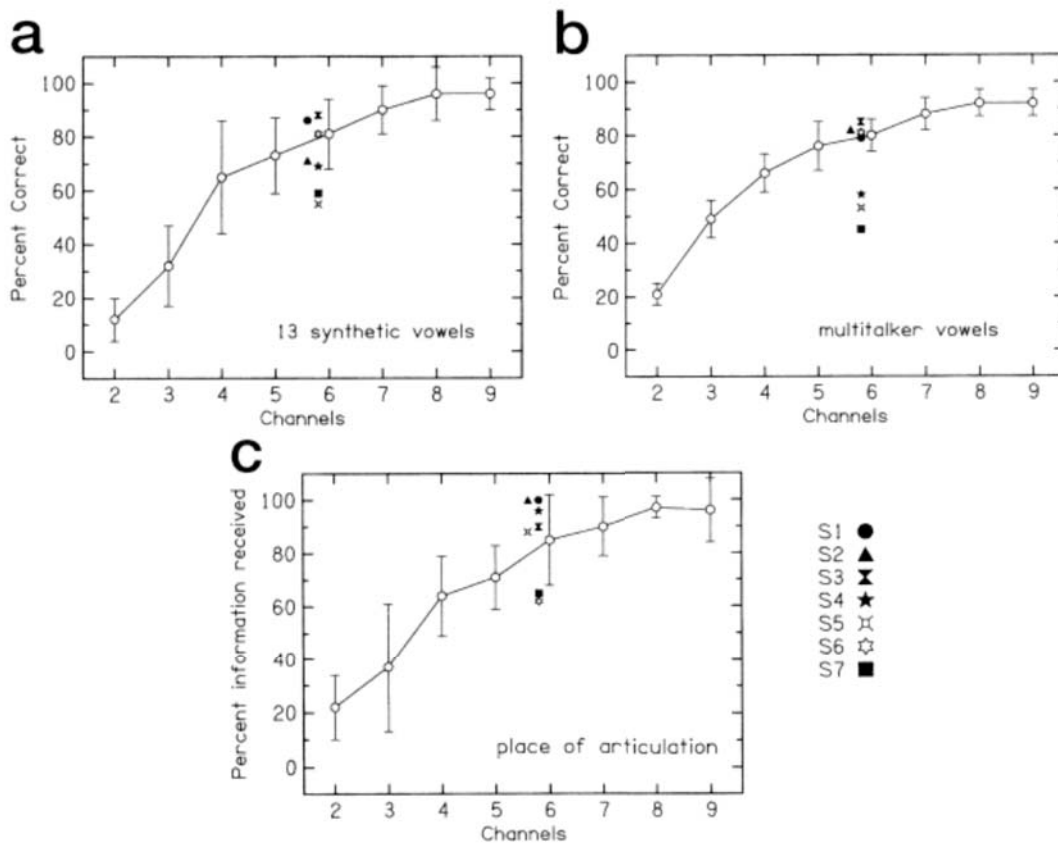 a
Percent Correct
100
80
60
40
20
0
2 3 4 5 6 7 8 9
Channels
13 synthetic vowels
b
Percent Correct
100
80
60
40
20
0
2 3 4 5 6 7 8 9
Channels
multitalker vowels
c
Percent information received
100
80
60
40
20
0
2 3 4 5 6 7 8 9
Channels
place of articulation
S1
S2
S3
S4
S5
S6
S7